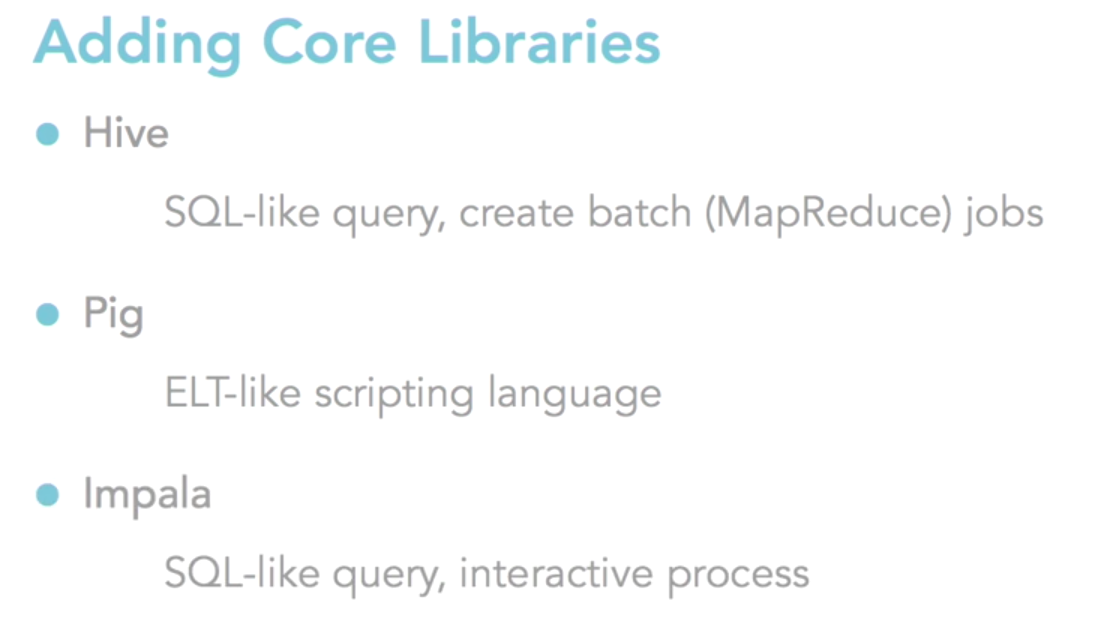 Adding Core Libraries
Hive
SQL-like query, create batch (MapReduce) jobs
Pig
ELT-like scripting language
Impala
SQL-like query, interactive process